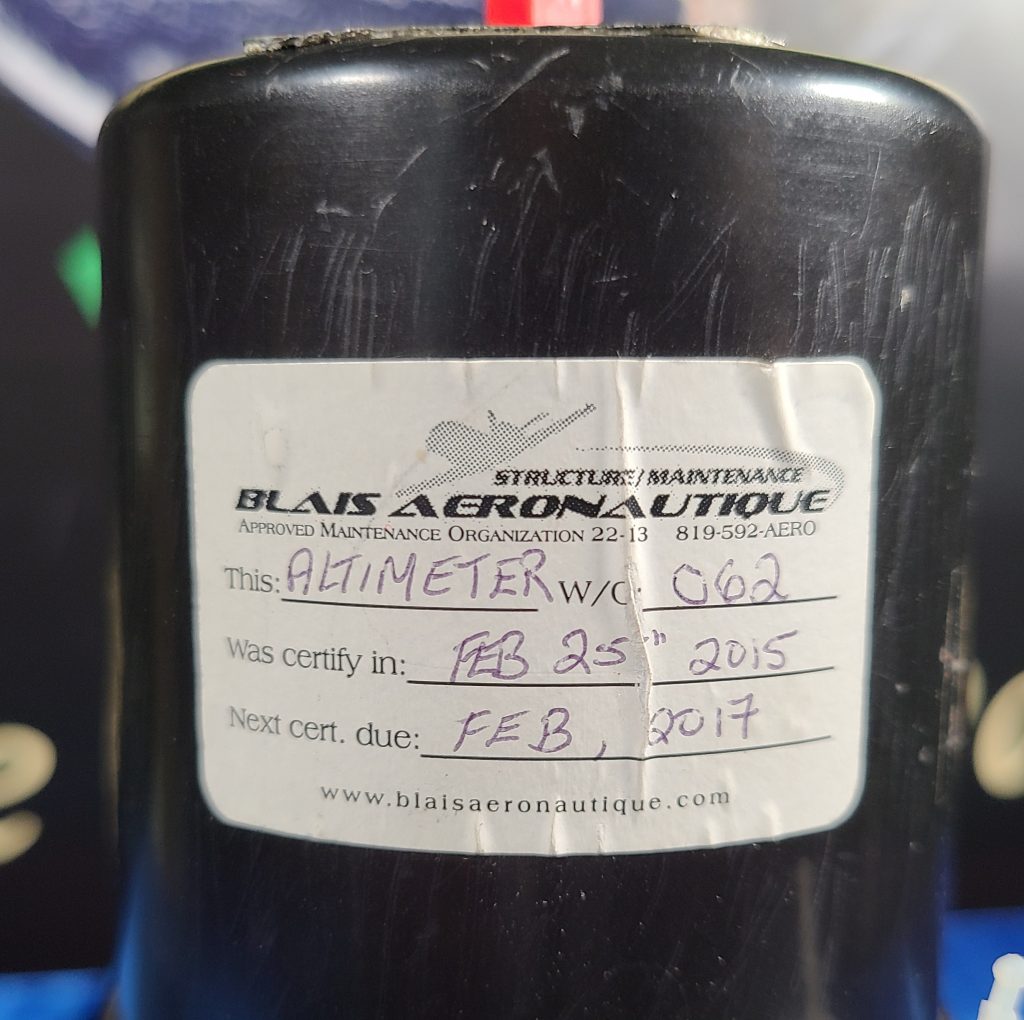 STRUCTURE/MAINTENANCE
BLAIS AERONAUTIQUE
APPROVED MAINTENANCE ORGANIZATION 22-13 819-592-AERO
This: ALTIMETER W/O: 062
Was certify in: FEB 25" 2015
Next cert. due: FEB, 2017
www.blaisaeronautique.com